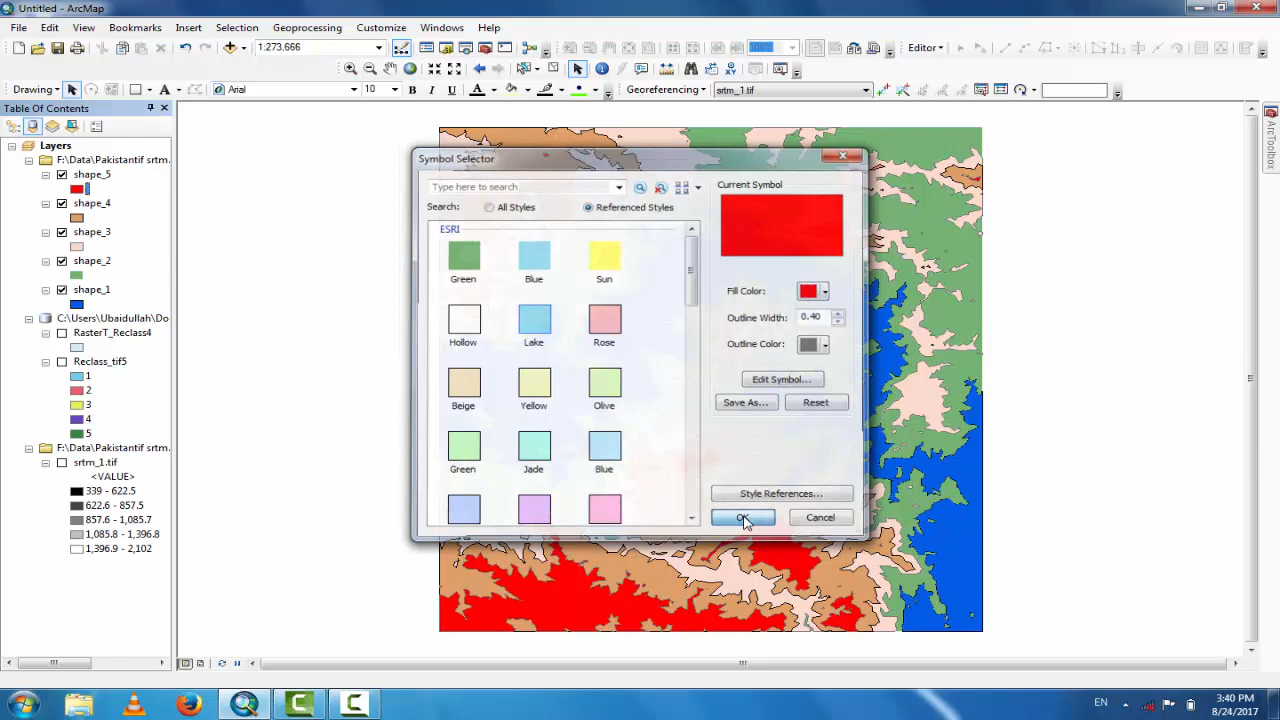 Untitled - ArcMap
File Edit View Bookmarks Insert Selection Geoprocessing Customize Windows Help
1:273,666 100% Editor
Drawing A Arial 10 B I U A Georeferencing srtm_1.tif
Table Of Contents
Layers
F:\Data\Pakistantif srtm.
shape_5
shape_4
shape_3
shape_2
shape_1
C:\Users\Ubaidullah\Do
RasterT_Reclass4
Reclass_tif5
1
2
3
4
5
F:\Data\Pakistantif srtm
srtm_1.tif
<VALUE>
339 - 622.5
622.6 - 857.5
857.6 - 1,085.7
1,085.8 - 1,396.8
1,396.9 - 2,102
Symbol Selector
Type here to search
Search: All Styles Referenced Styles
ESRI
Green Blue Sun
Hollow Lake Rose
Beige Yellow Olive
Green Jade Blue
Current Symbol
Fill Color:
Outline Width: 0.40
Outline Color:
Edit Symbol...
Save As... Reset
Style References...
OK Cancel
ArcToolbox
EN
3:40 PM
8/24/2017